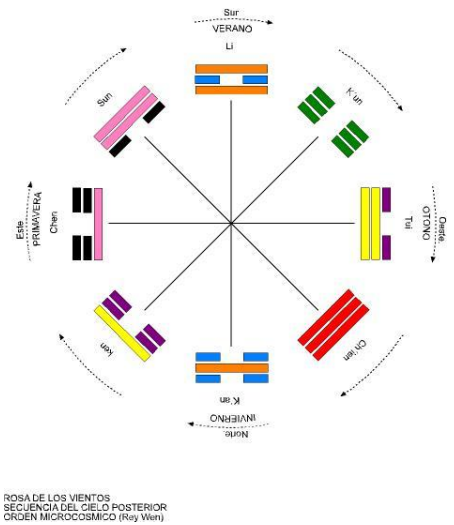 Sur
VERANO
Li
K'un
Oeste
OTOÑO
Tui
Ch'ien
K'an
INVIERNO
Norte.
Ken
Este
PRIMAVERA
Chen
Sun
ROSA DE LOS VIENTOS
SECUENCIA DEL CIELO POSTERIOR
ORDEN MICROCOSMICO (Rey Wen)